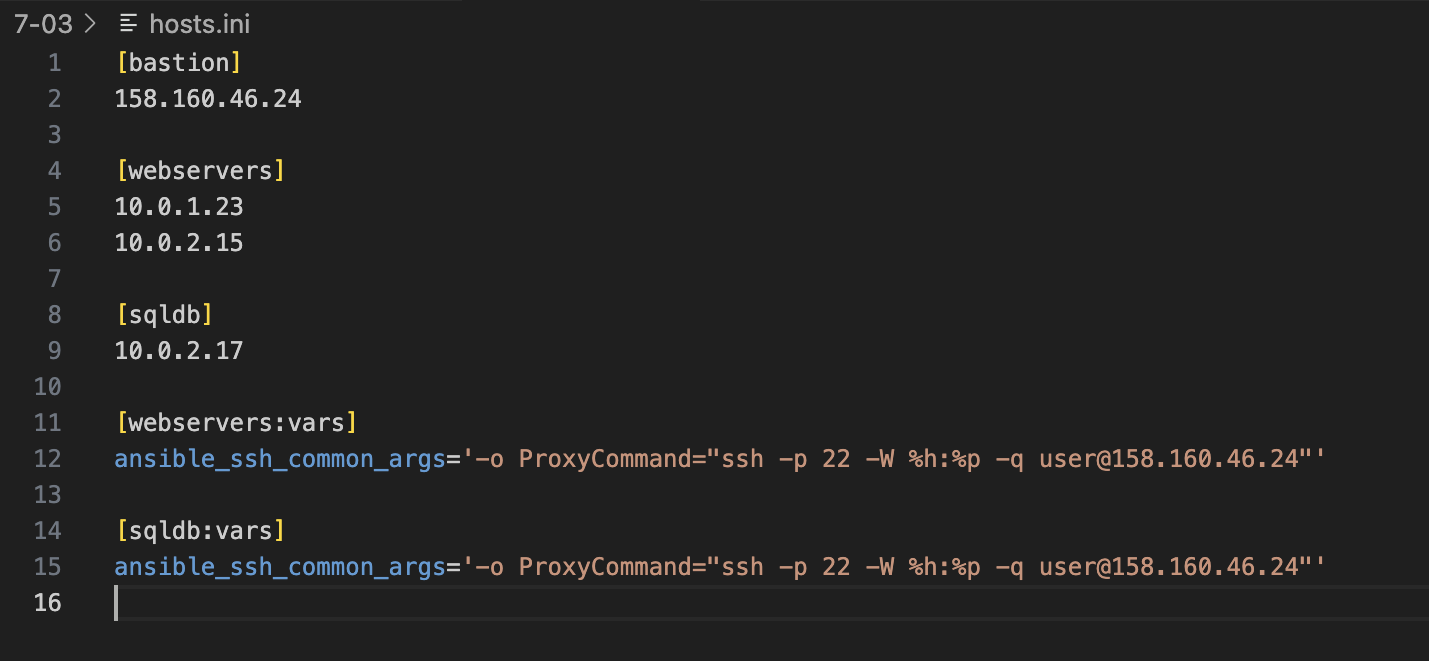 7-03 > hosts.ini
1 [bastion]
2 158.160.46.24
3
4 [webservers]
5 10.0.1.23
6 10.0.2.15
7
8 [sqldb]
9 10.0.2.17
10
11 [webservers:vars]
12 ansible_ssh_common_args='-o ProxyCommand="ssh -p 22 -W %h:%p -q user@158.160.46.24"'
13
14 [sqldb:vars]
15 ansible_ssh_common_args='-o ProxyCommand="ssh -p 22 -W %h:%p -q user@158.160.46.24"'
16